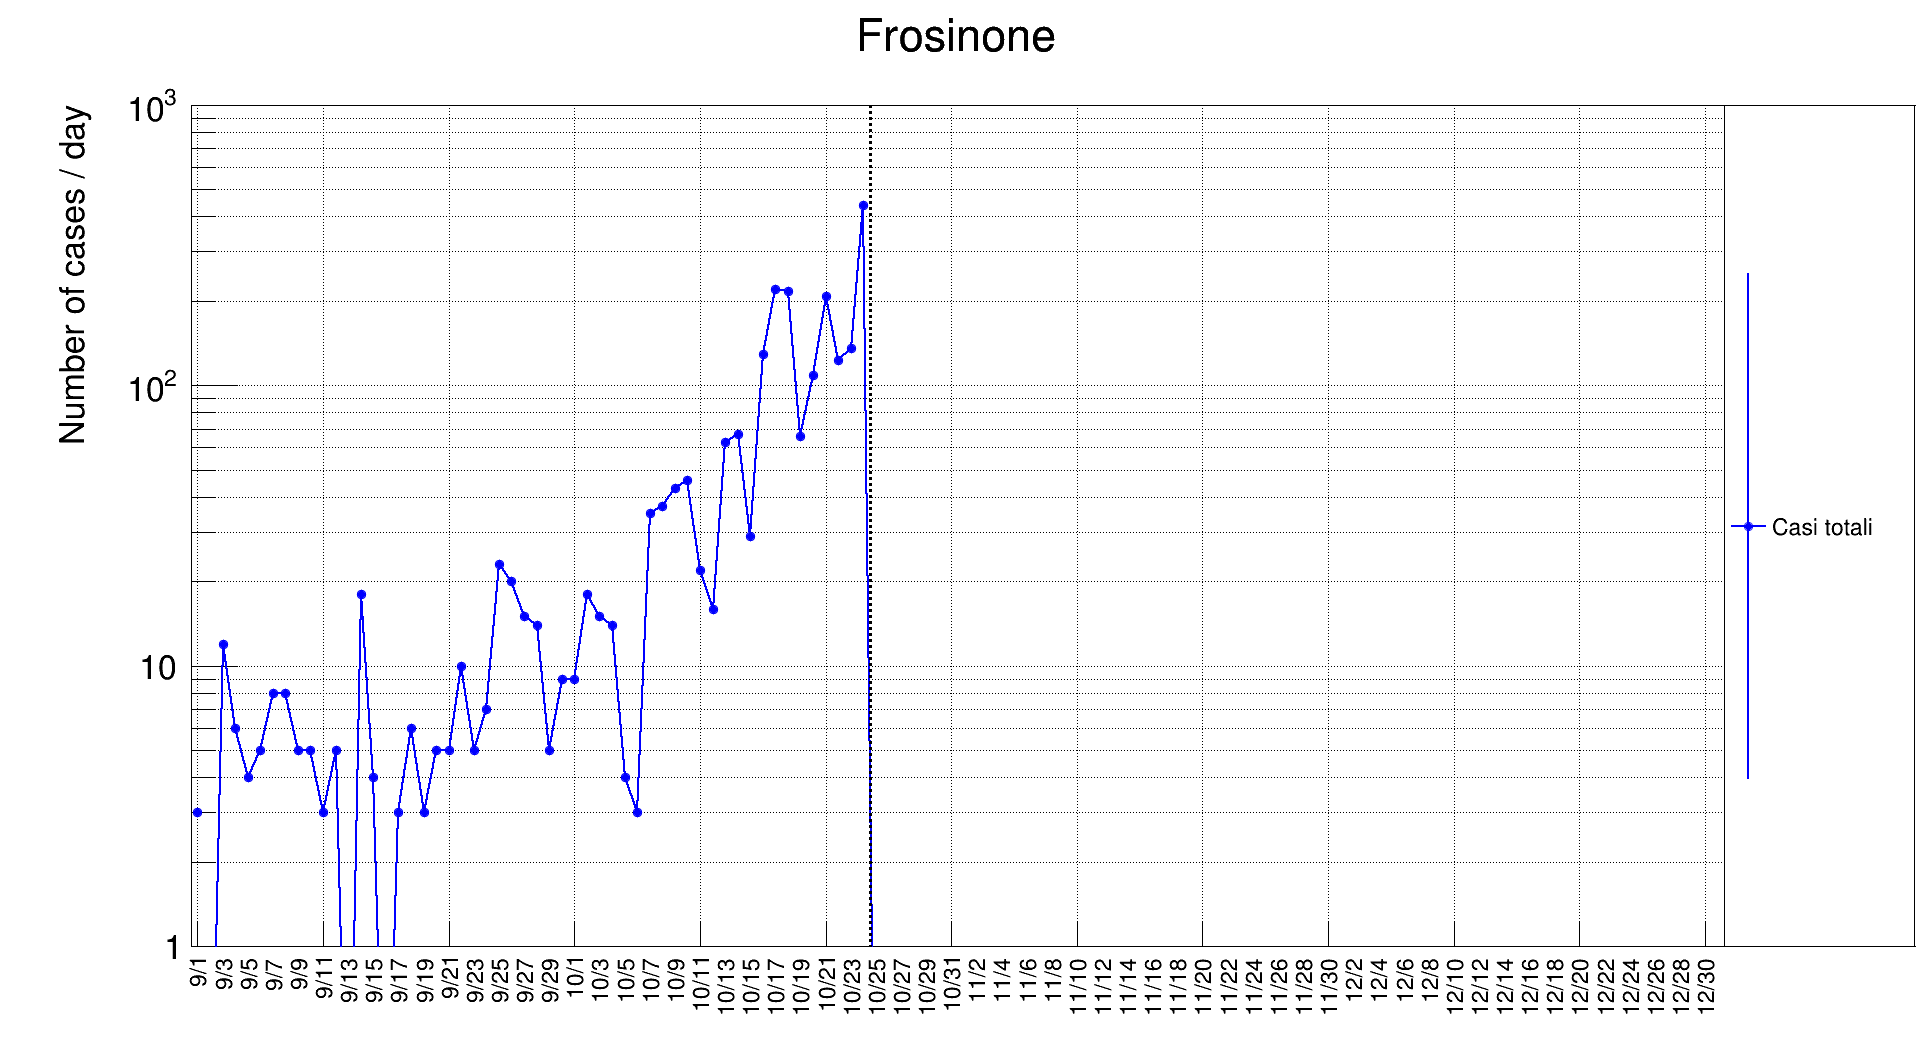 Frosinone
Number of cases / day
10³
10²
10
1
9/1 9/3 9/5 9/7 9/9 9/11 9/13 9/15 9/17 9/19 9/21 9/23 9/25 9/27 9/29 10/1 10/3 10/5 10/7 10/9 10/11 10/13 10/15 10/17 10/19 10/21 10/23 10/25 10/27 10/29 10/31 11/2 11/4 11/6 11/8 11/10 11/12 11/14 11/16 11/18 11/20 11/22 11/24 11/26 11/28 11/30 12/2 12/4 12/6 12/8 12/10 12/12 12/14 12/16 12/18 12/20 12/22 12/24 12/26 12/28 12/30
Casi totali